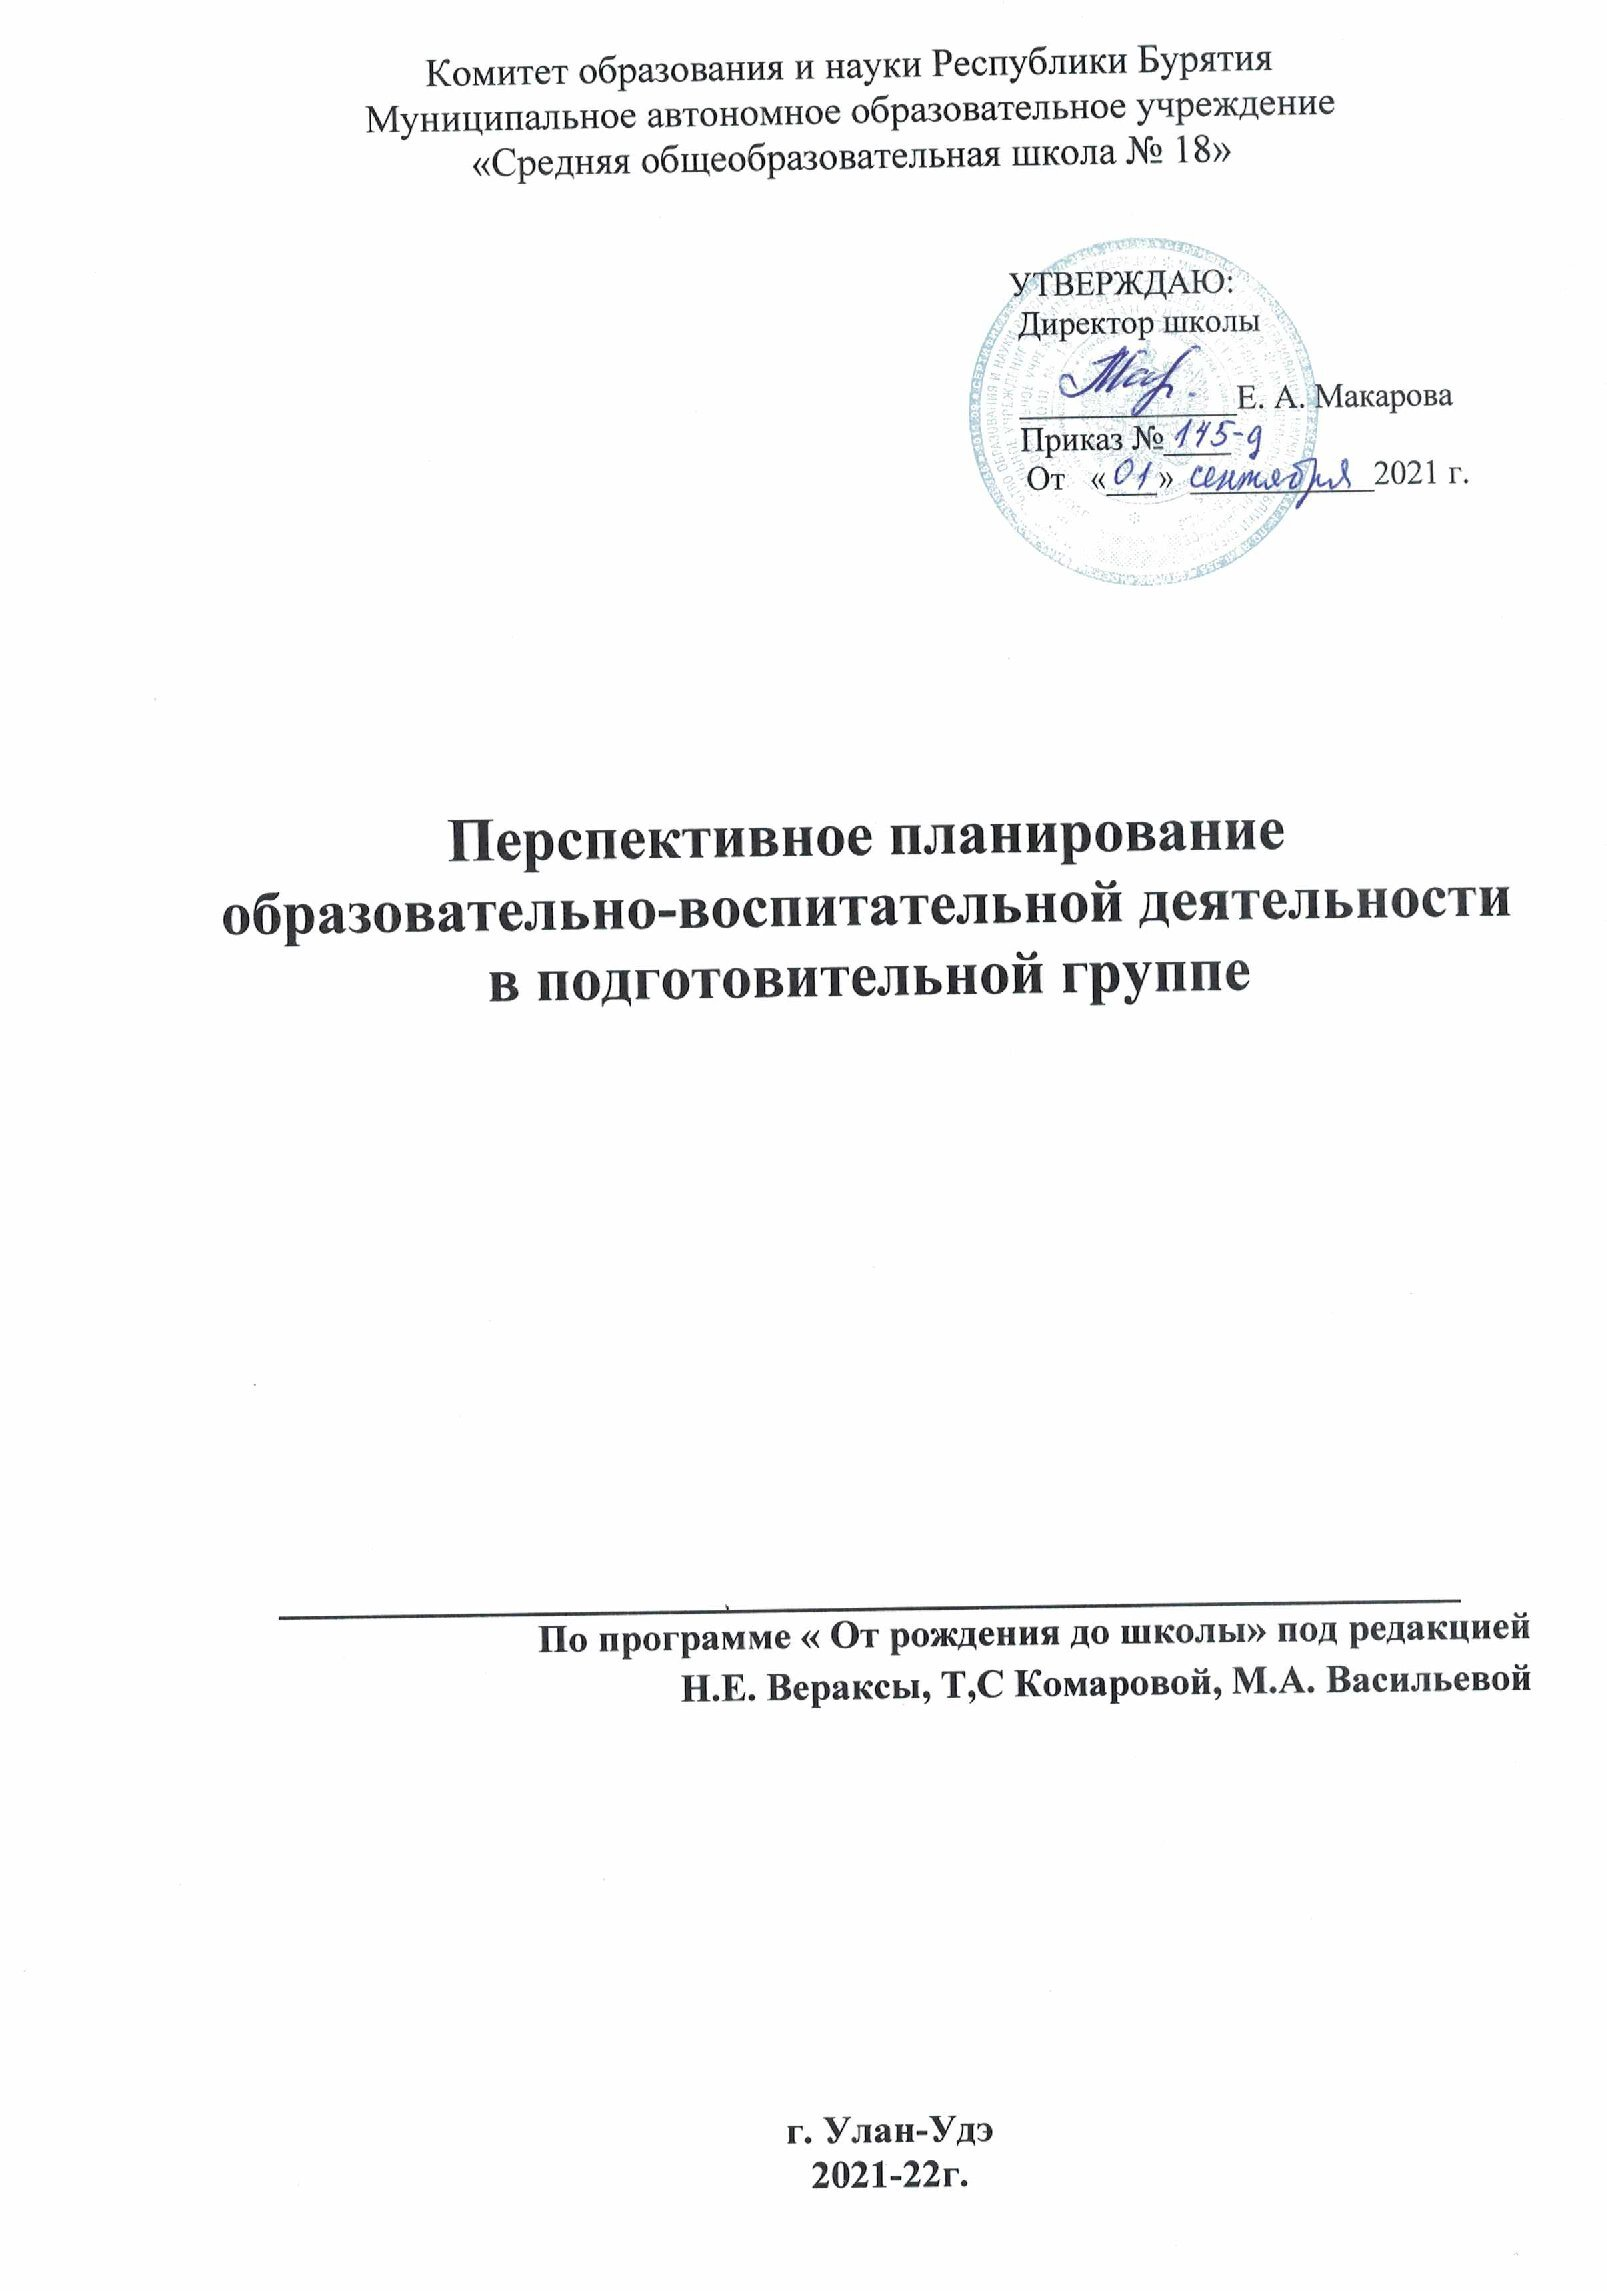 Комитет образования и науки Республики Бурятия
Муниципальное автономное образовательное учреждение
«Средняя общеобразовательная школа № 18»
УТВЕРЖДАЮ:
Директор школы
Е. А. Макарова
Приказ № 145-д
От « 01 » сентября 2021 г.
Перспективное планирование
образовательно-воспитательной деятельности
в подготовительной группе
По программе « От рождения до школы» под редакцией
Н.Е. Вераксы, Т,С Комаровой, М.А. Васильевой
г. Улан-Удэ
2021-22г.